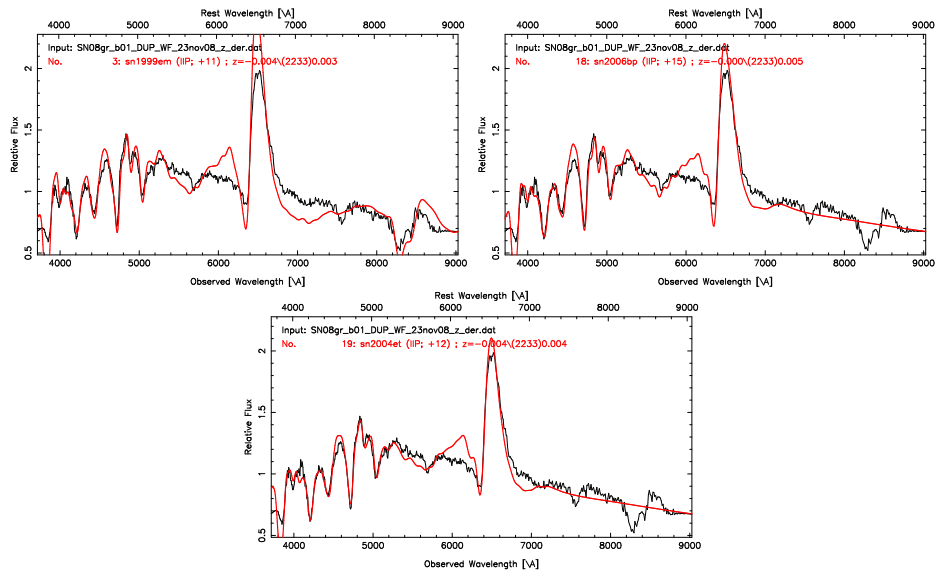 Rest Wavelength [\A]
4000 5000 6000 7000 8000 9000
Input: SN08gr_b01_DUP_WF_23nov08_z_der.dat
No. 3: sn1999em (IIP; +11) ; z=-0.004\(2233)0.003
Relative Flux
2
1.5
1
0.5
4000 5000 6000 7000 8000 9000
Observed Wavelength [\A]
Rest Wavelength [\A]
4000 5000 6000 7000 8000 9000
Input: SN08gr_b01_DUP_WF_23nov08_z_der.dat
No. 18: sn2006bp (IIP; +15) ; z=-0.000\(2233)0.005
Relative Flux
2
1.5
1
0.5
4000 5000 6000 7000 8000 9000
Observed Wavelength [\A]
Rest Wavelength [\A]
4000 5000 6000 7000 8000 9000
Input: SN08gr_b01_DUP_WF_23nov08_z_der.dat
No. 19: sn2004et (IIP; +12) ; z=-0.004\(2233)0.004
Relative Flux
2
1.5
1
0.5
4000 5000 6000 7000 8000 9000
Observed Wavelength [\A]